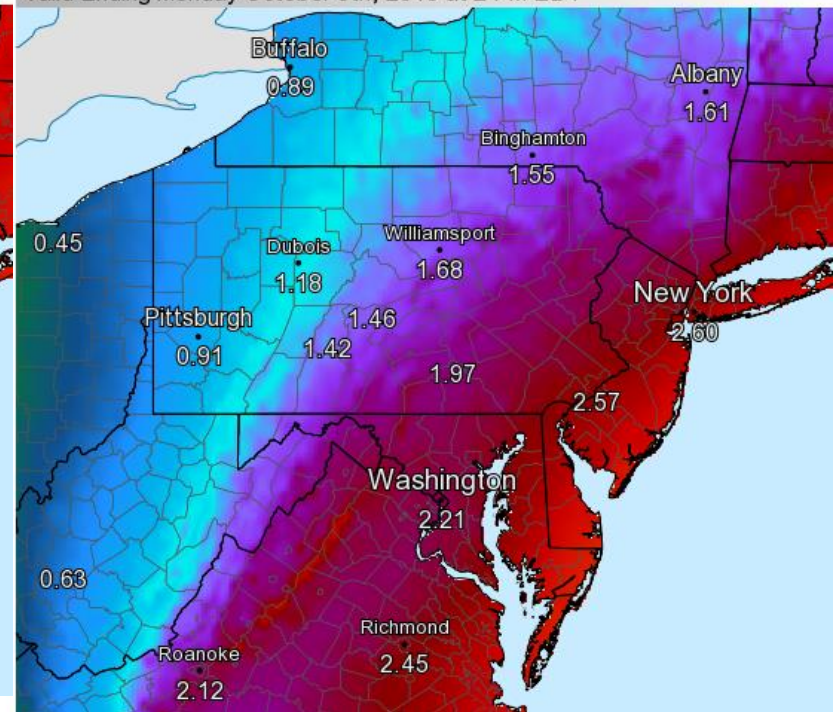 Buffalo
0.89
Albany
1.61
Binghamton
1.55
0.45
Dubois
1.18
Williamsport
1.68
New York
2.60
Pittsburgh
0.91
1.46
1.42
1.97
2.57
Washington
2.21
0.63
Richmond
2.45
Roanoke
2.12